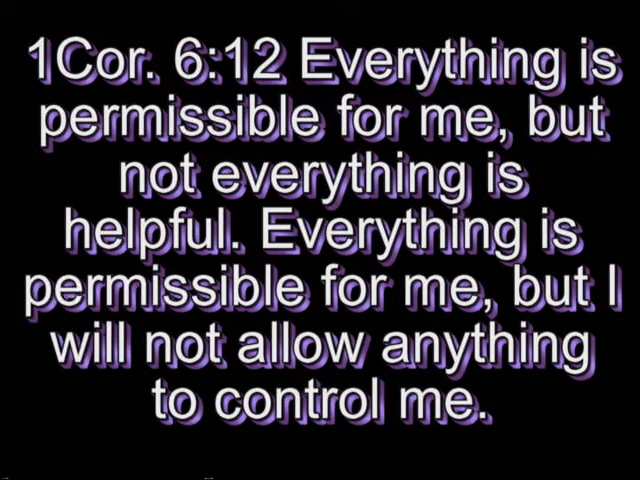 1Cor. 6:12 Everything is
permissible for me, but
not everything is
helpful. Everything is
permissible for me, but I
will not allow anything
to control me.